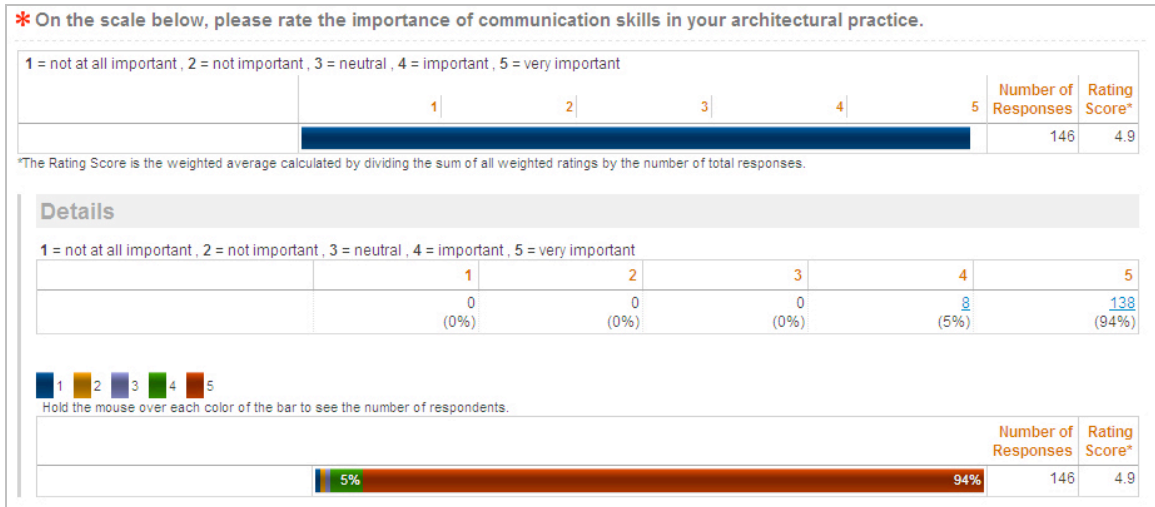 * On the scale below, please rate the importance of communication skills in your architectural practice.
1 = not at all important , 2 = not important , 3 = neutral , 4 = important , 5 = very important
1 2 3 4 5 Number of Responses Rating Score*
146 4.9
*The Rating Score is the weighted average calculated by dividing the sum of all weighted ratings by the number of total responses.
Details
1 = not at all important , 2 = not important , 3 = neutral , 4 = important , 5 = very important
1 2 3 4 5
0 0 0 8 138
(0%) (0%) (0%) (5%) (94%)
1 2 3 4 5
Hold the mouse over each color of the bar to see the number of respondents.
Number of Rating
Responses Score*
5% 94% 146 4.9